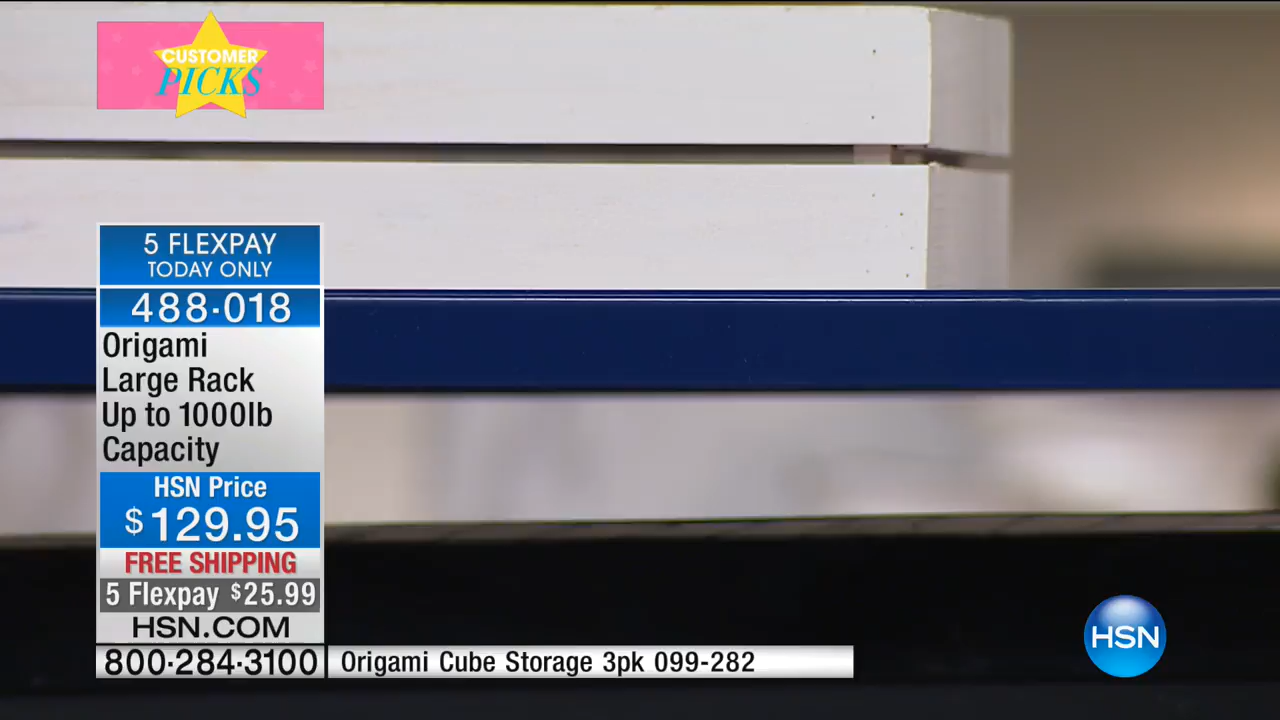 CUSTOMER
PICKS
5 FLEXPAY
TODAY ONLY
488·018
Origami
Large Rack
Up to 1000lb
Capacity
HSN Price
$129.95
FREE SHIPPING
5 Flexpay $25.99
HSN.COM
800·284·3100
Origami Cube Storage 3pk 099-282
HSN